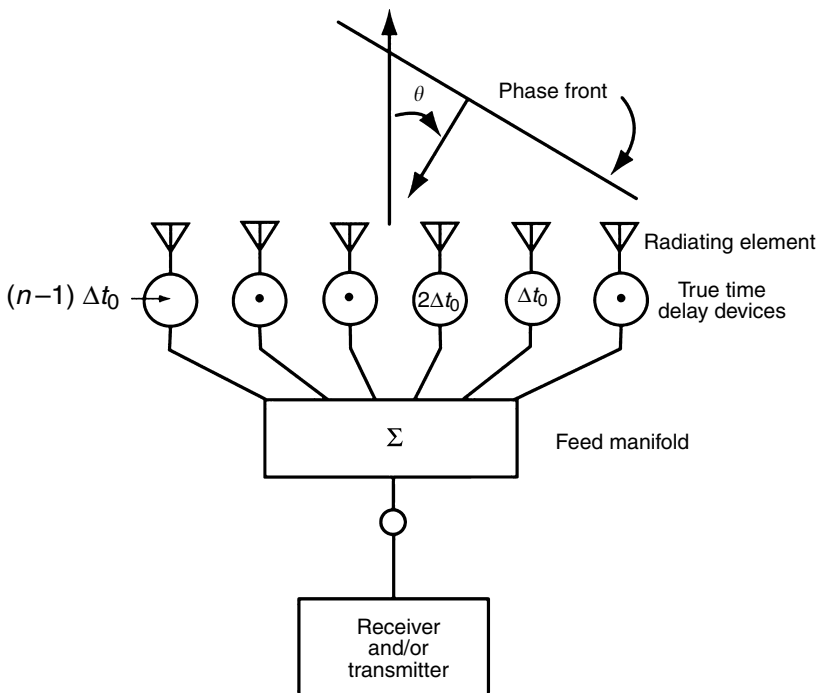 θ
Phase front
Radiating element
(n−1) Δt₀
2Δt₀
Δt₀
True time
delay devices
Σ
Feed manifold
Receiver
and/or
transmitter